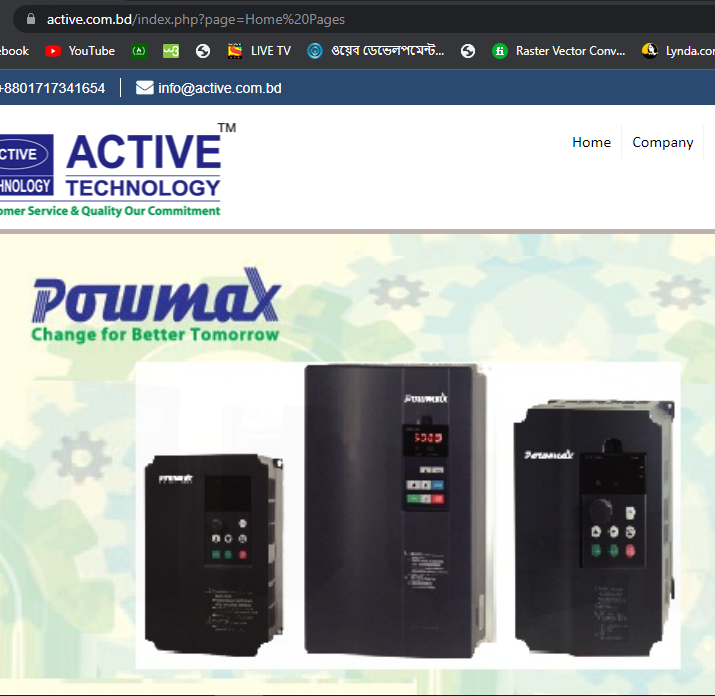 active.com.bd/index.php?page=Home%20Pages
ebook YouTube LIVE TV ওয়েব ডেভেলপমেন্ট... Raster Vector Conv... Lynda.com
+8801717341654 info@active.com.bd
TM
CTIVE
HNOLOGY
ACTIVE
TECHNOLOGY
omer Service & Quality Our Commitment
Home Company
Powmax
Change for Better Tomorrow
Powmax
Powmax
Powmax